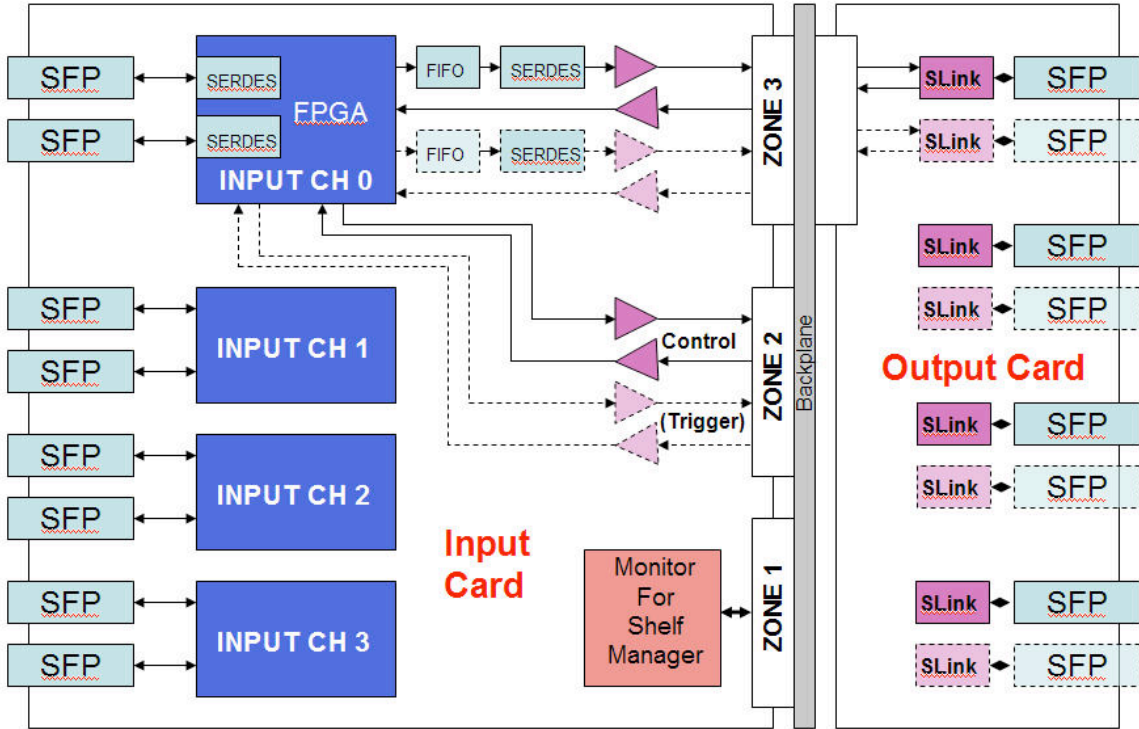 SFP
SFP
SERDES
FPGA
SERDES
INPUT CH 0
FIFO
SERDES
FIFO
SERDES
ZONE 3
SLink
SFP
SLink
SFP
SLink
SFP
SLink
SFP
SFP
SFP
INPUT CH 1
Control
(Trigger)
ZONE 2
Backplane
Output Card
SLink
SFP
SLink
SFP
SFP
SFP
INPUT CH 2
Input
Card
SFP
SFP
INPUT CH 3
Monitor
For
Shelf
Manager
ZONE 1
SLink
SFP
SLink
SFP